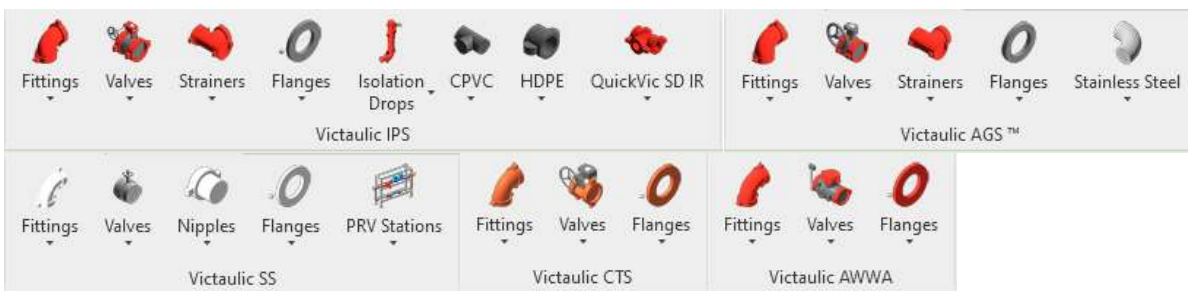 Fittings Valves Strainers Flanges Isolation Drops CPVC HDPE QuickVic SD IR
Victaulic IPS
Fittings Valves Strainers Flanges Stainless Steel
Victaulic AGS ™
Fittings Valves Nipples Flanges PRV Stations
Victaulic SS
Fittings Valves Flanges
Victaulic CTS
Fittings Valves Flanges
Victaulic AWWA